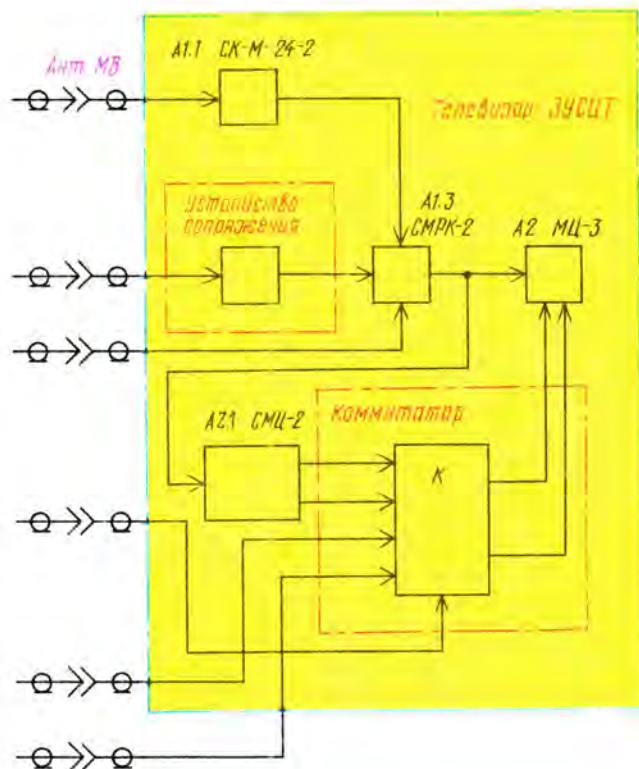 А1.1 СК-М-24-2
Ант. МВ
Телевизор ЗУСЦТ
Устройство
сопряжения
А1.3
СМРК-2
А2 МЦ-3
А2.1 СМЦ-2
Коммутатор
К